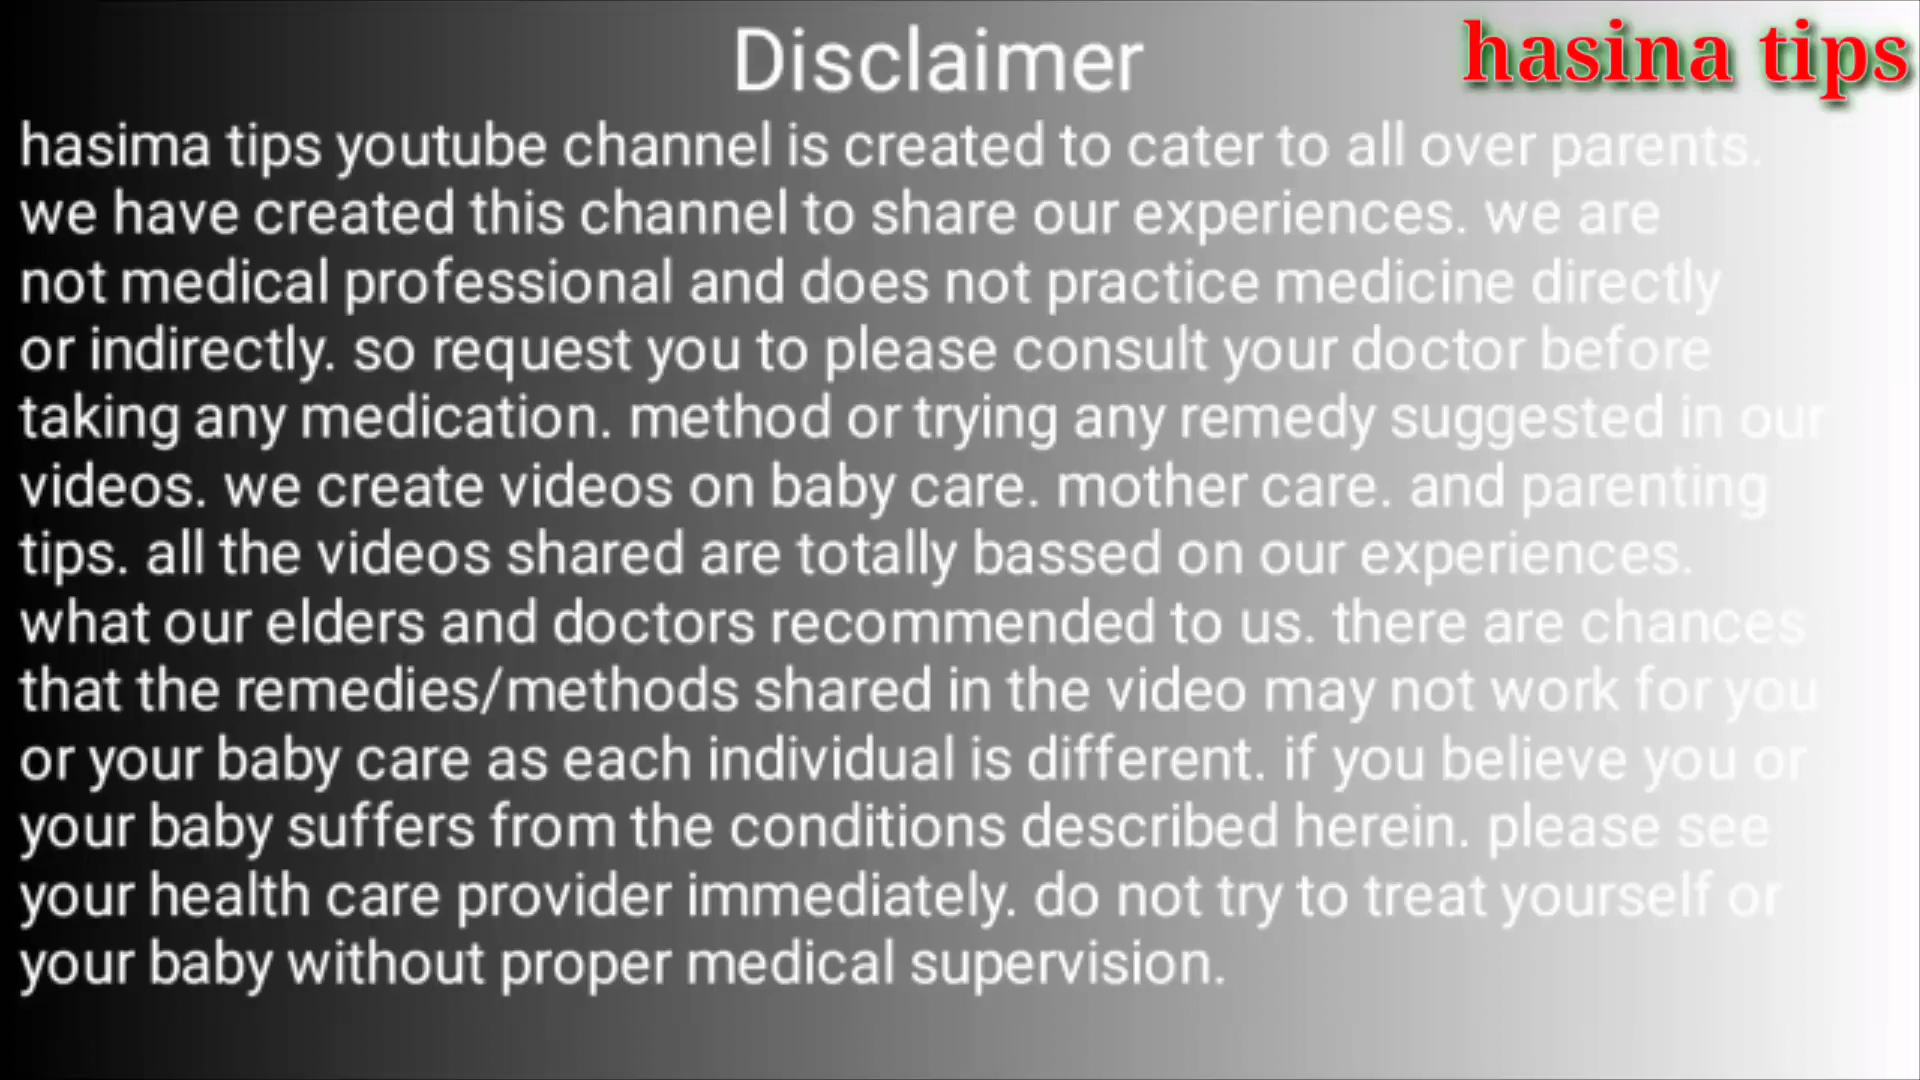 Disclaimer
hasina tips
hasima tips youtube channel is created to cater to all over parents.
we have created this channel to share our experiences. we are
not medical professional and does not practice medicine directly
or indirectly. so request you to please consult your doctor before
taking any medication. method or trying any remedy suggested in our
videos. we create videos on baby care. mother care. and parenting
tips. all the videos shared are totally bassed on our experiences.
what our elders and doctors recommended to us. there are chances
that the remedies/methods shared in the video may not work for you
or your baby care as each individual is different. if you believe you or
your baby suffers from the conditions described herein. please see
your health care provider immediately. do not try to treat yourself or
your baby without proper medical supervision.